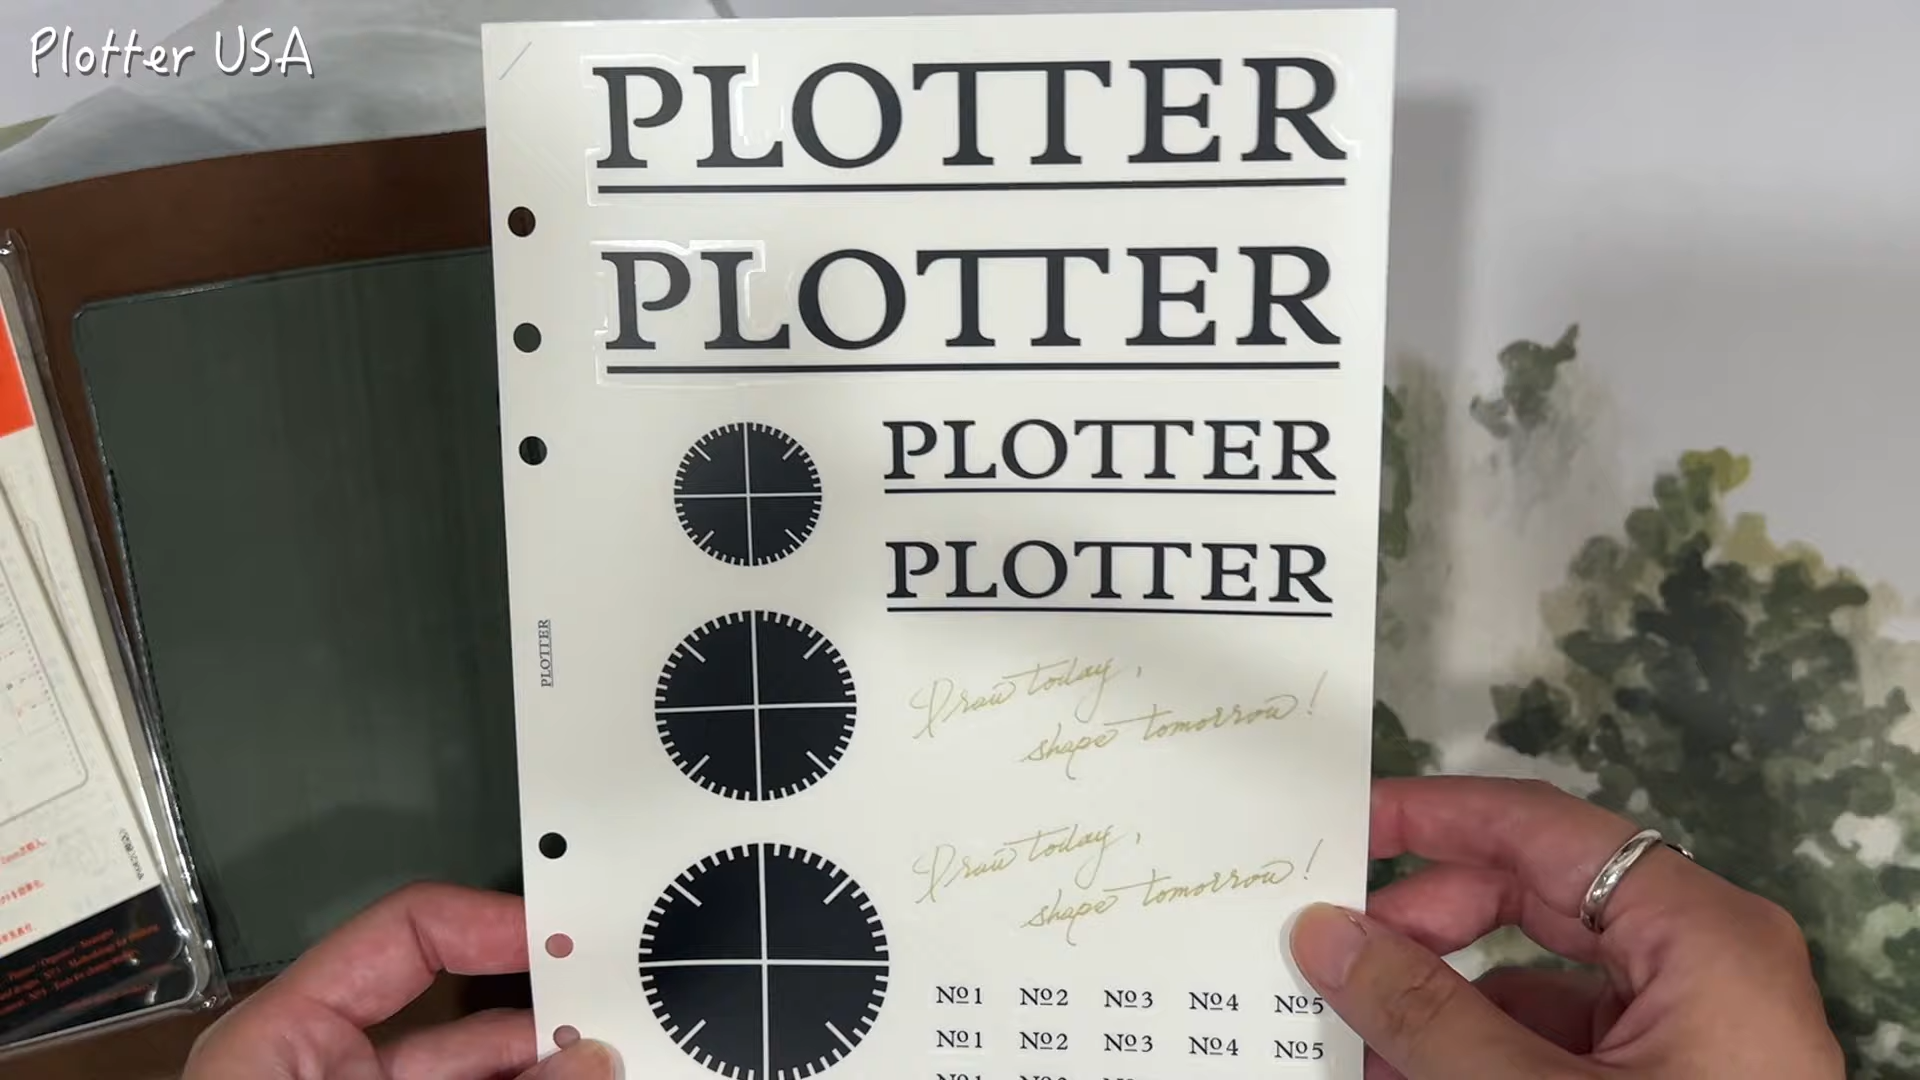 Plotter USA
PLOTTER
PLOTTER
PLOTTER
PLOTTER
PLOTTER
Draw today,
shape tomorrow!
Draw today,
shape tomorrow!
№1 №2 №3 №4 №5
№1 №2 №3 №4 №5